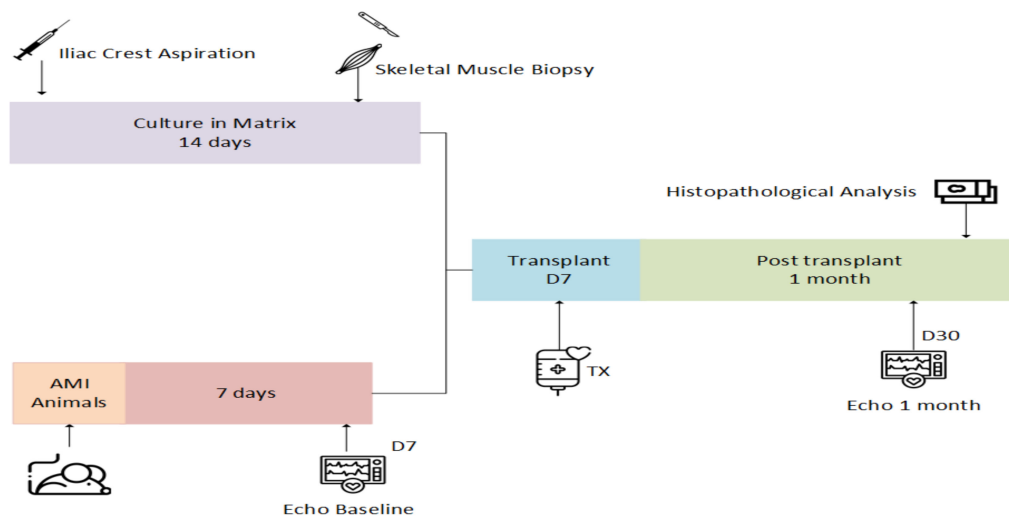 Iliac Crest Aspiration
Skeletal Muscle Biopsy
Culture in Matrix
14 days
Histopathological Analysis
Transplant
D7
Post transplant
1 month
TX
D30
Echo 1 month
AMI
Animals
7 days
D7
Echo Baseline